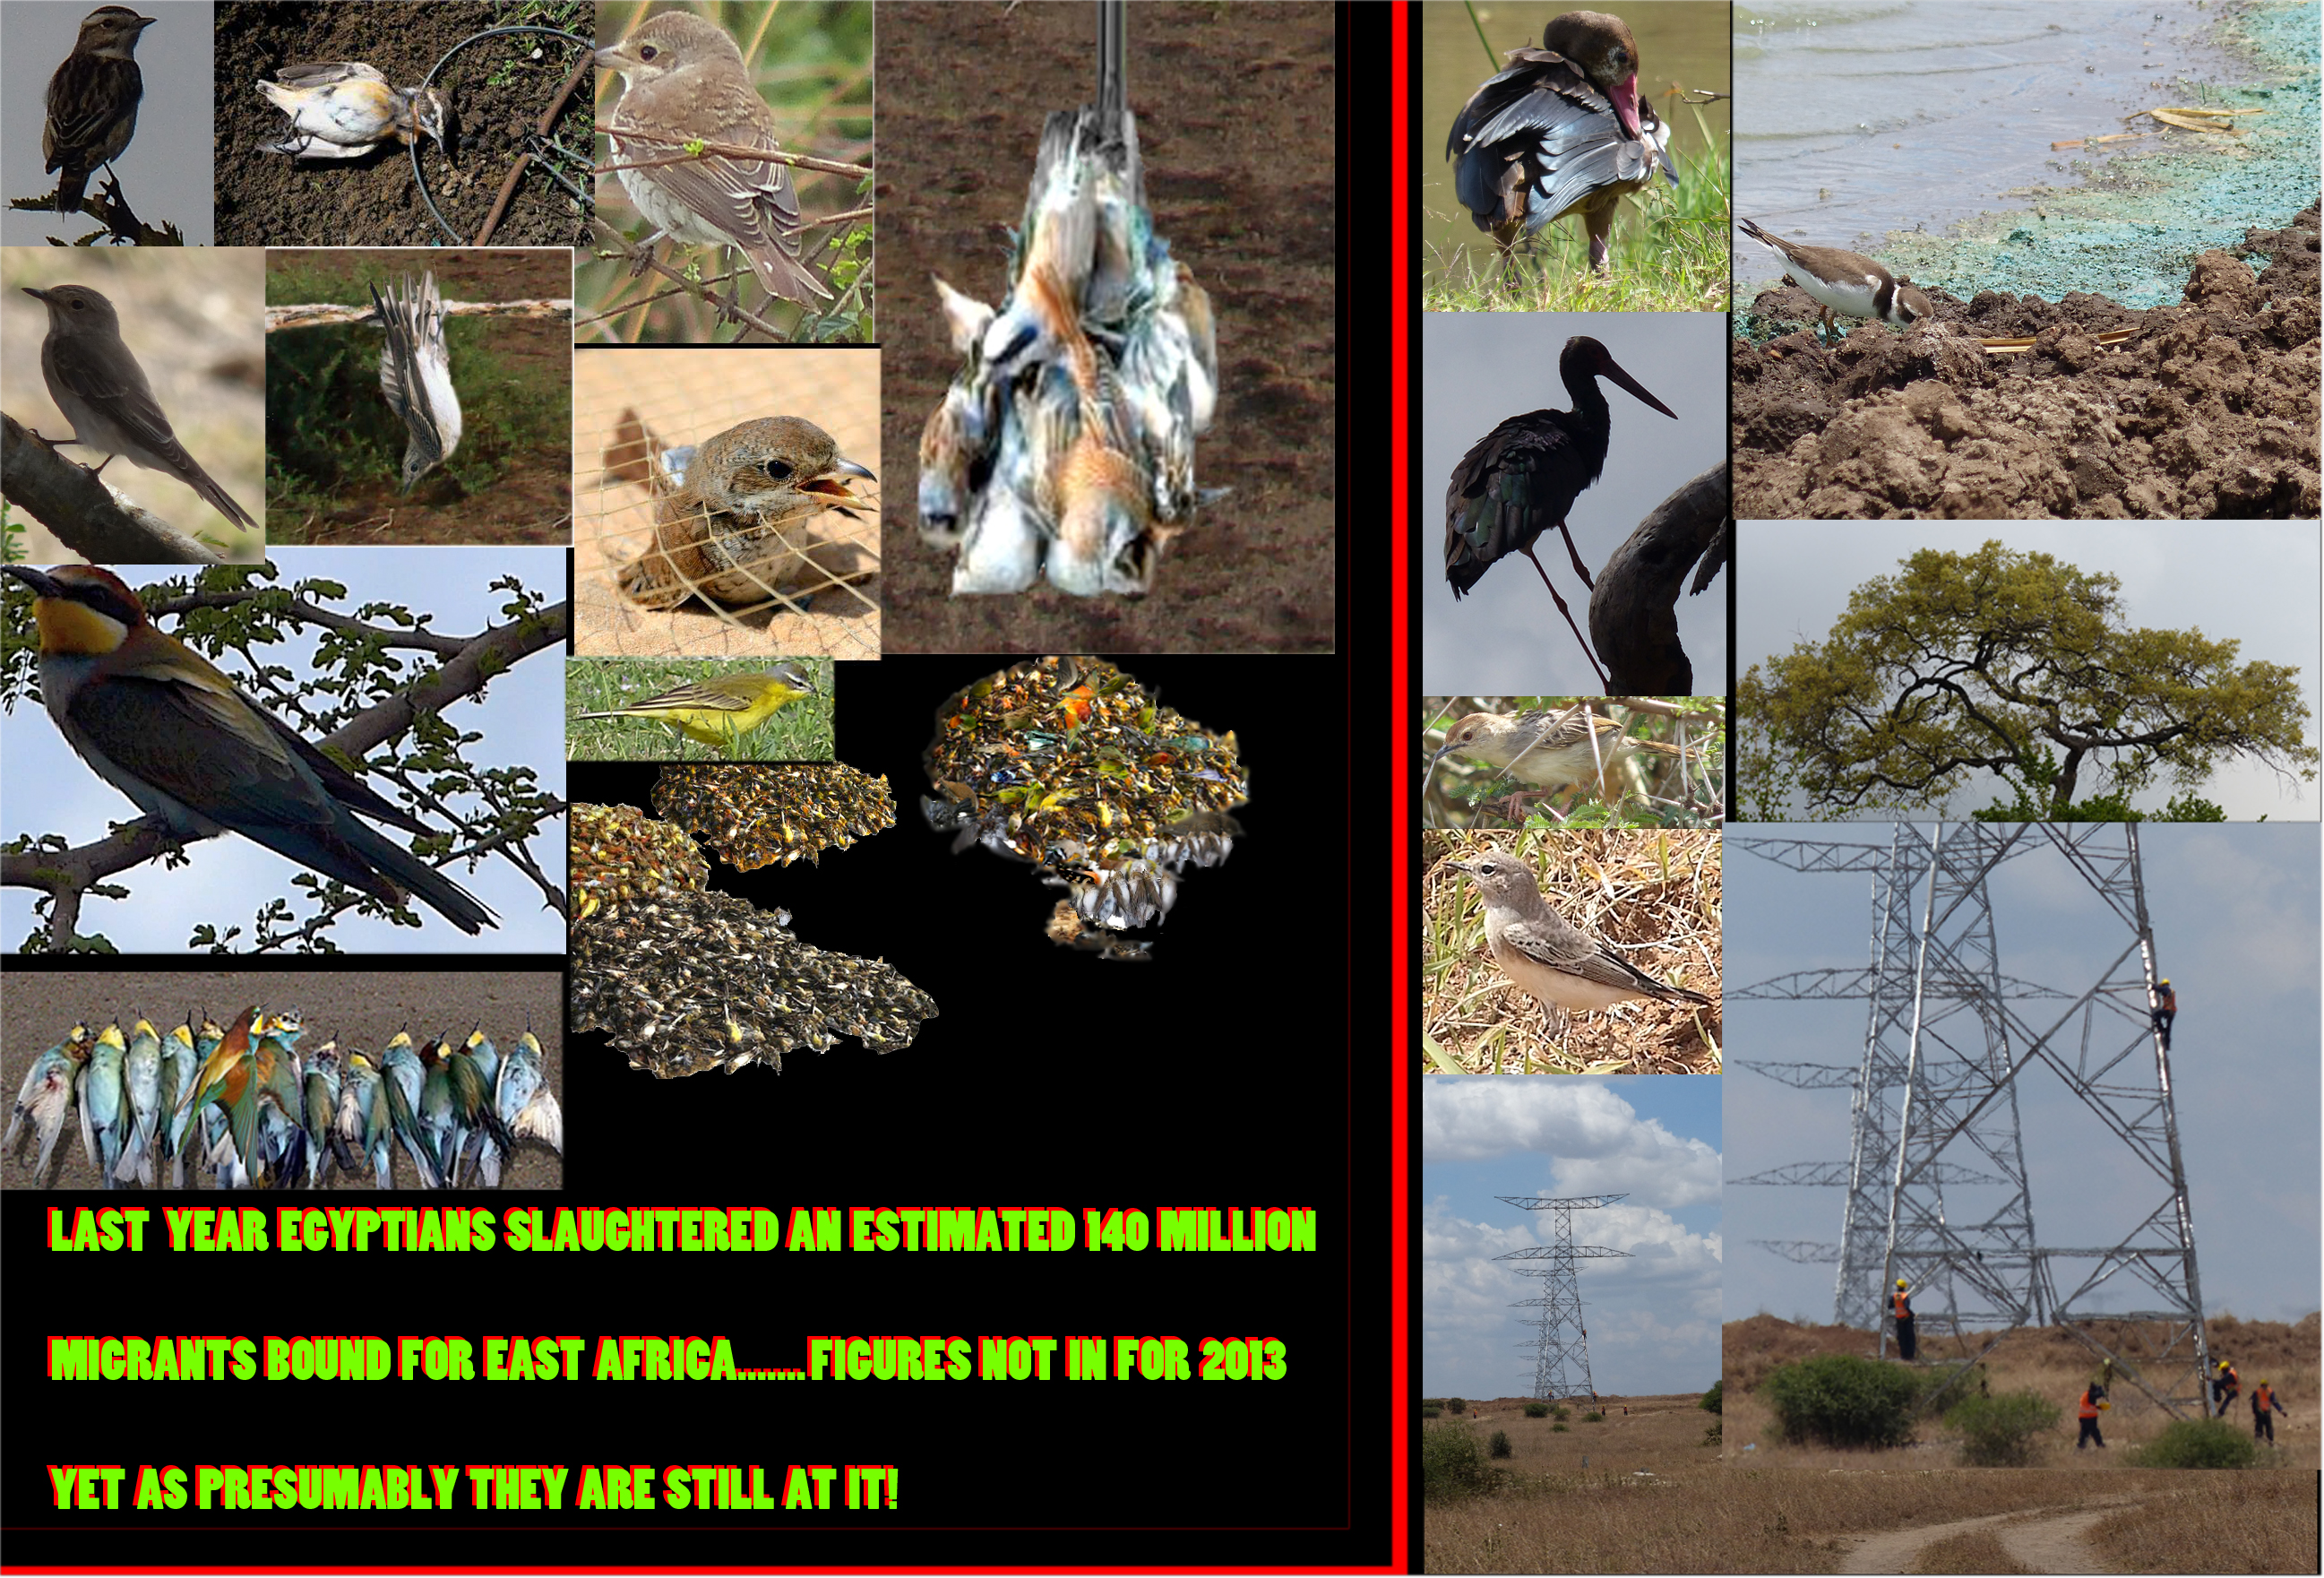 LAST YEAR EGYPTIANS SLAUGHTERED AN ESTIMATED 140 MILLION
MIGRANTS BOUND FOR EAST AFRICA.......FIGURES NOT IN FOR 2013
YET AS PRESUMABLY THEY ARE STILL AT IT!